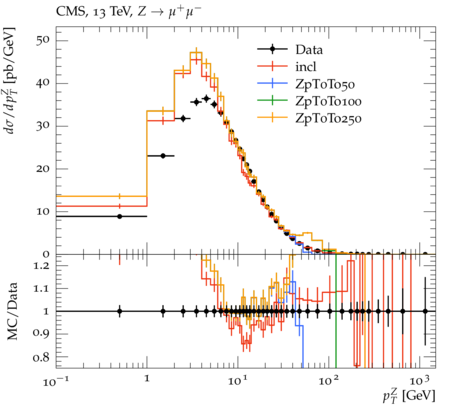 CMS, 13 TeV, Z → μ⁺μ⁻
dσ/dp_T^Z [pb/GeV]
50
40
30
20
10
0
Data
incl
ZpToTo50
ZpToTo100
ZpToTo250
MC/Data
1.2
1.1
1
0.9
0.8
10⁻¹ 1 10¹ 10² 10³
p_T^Z [GeV]